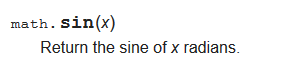 math.sin(x)
Return the sine of x radians.